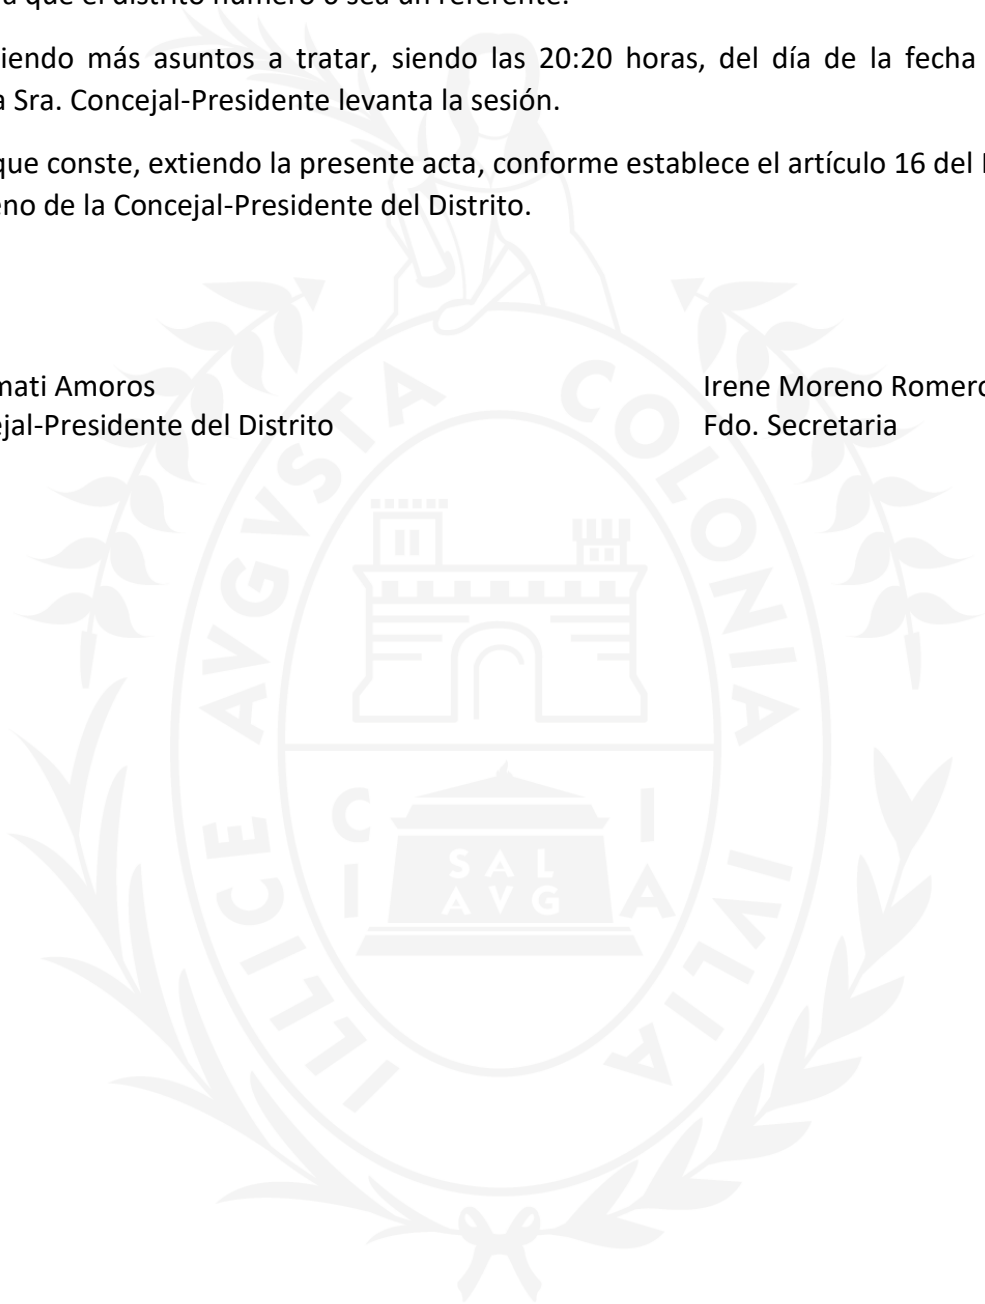 que el distrito número 6 sea un referente.
iendo más asuntos a tratar, siendo las 20:20 horas, del día de la fecha
a Sra. Concejal-Presidente levanta la sesión.
que conste, extiendo la presente acta, conforme establece el artículo 16 del
eno de la Concejal-Presidente del Distrito.
mati Amoros
Irene Moreno Romero
ejal-Presidente del Distrito
Fdo. Secretaria
COLONIA IVLIA ILLICE AVGVSTA
C I
I A
SAL
AVG